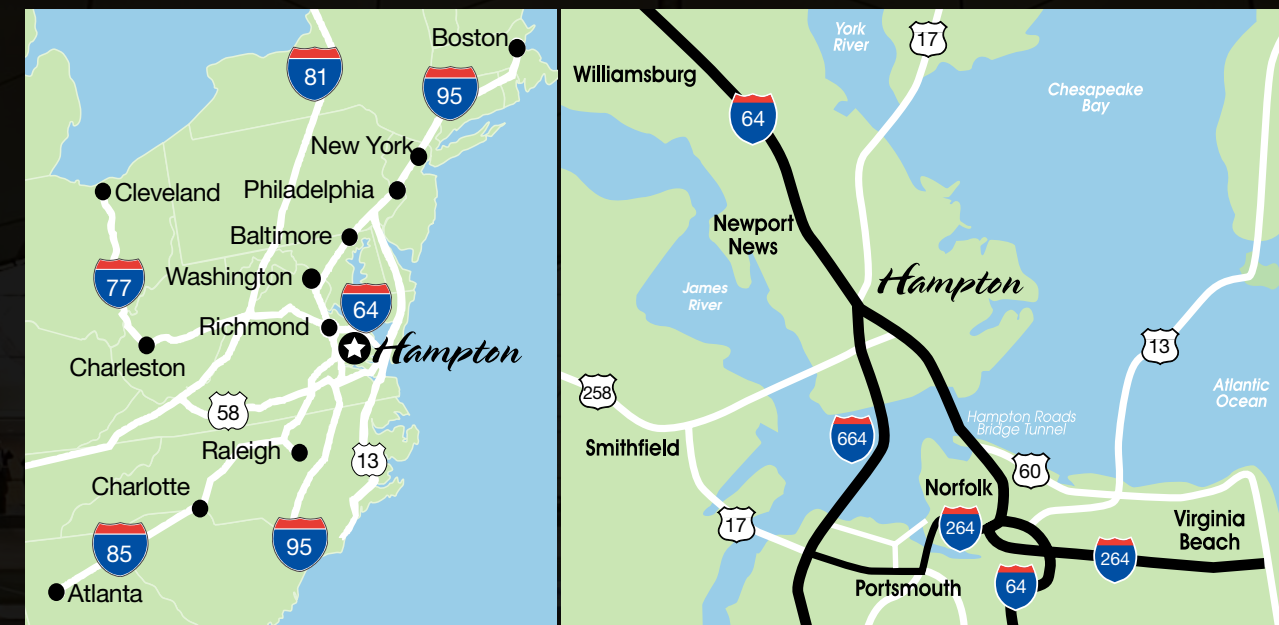 Boston
81
95
New York
Cleveland
Philadelphia
Baltimore
77
Washington
64
Richmond
Hampton
Charleston
58
Raleigh
13
Charlotte
85
95
Atlanta
York
River
17
Williamsburg
Chesapeake
Bay
64
Newport
News
Hampton
James
River
13
258
Atlantic
Ocean
Hampton Roads
Bridge Tunnel
664
Smithfield
60
Norfolk
17
264
Virginia
Beach
264
Portsmouth
64